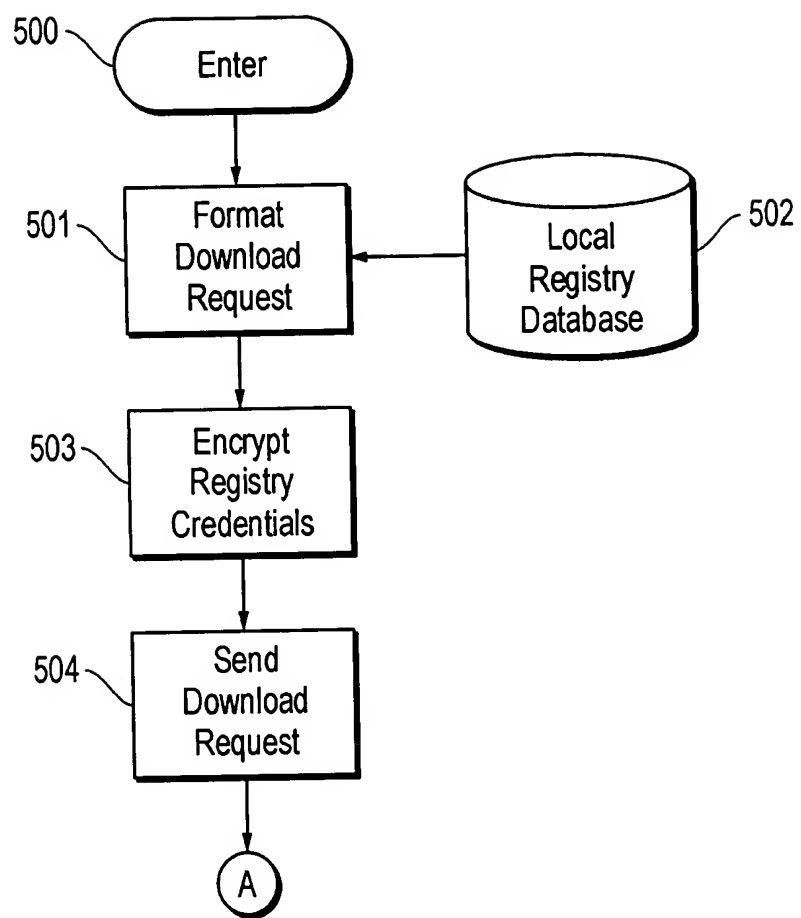 500
Enter
501
Format
Download
Request
Local
Registry
Database
502
503
Encrypt
Registry
Credentials
504
Send
Download
Request
A